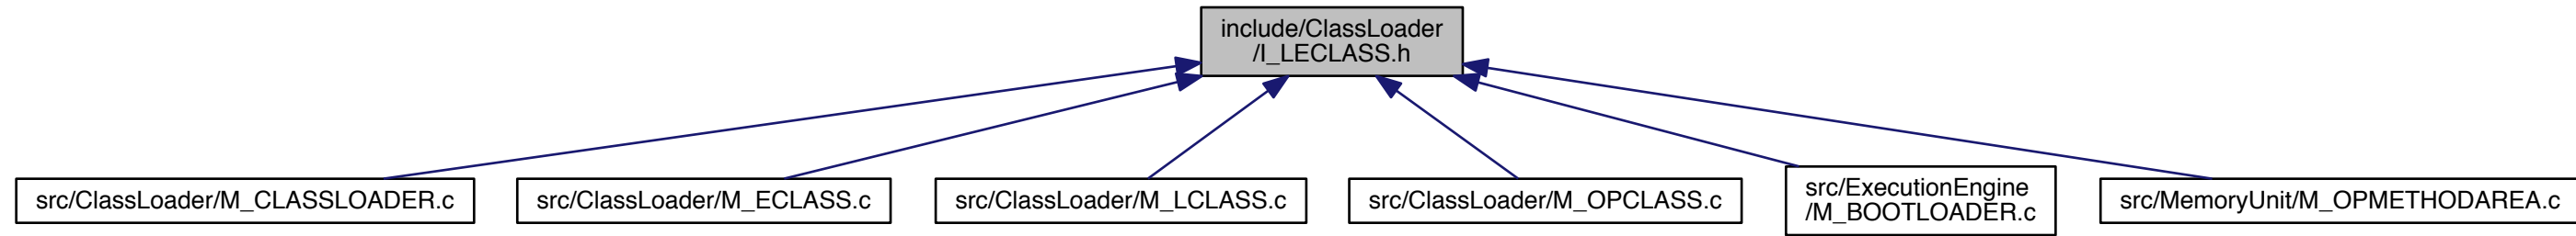 include/ClassLoader
/I_LECLASS.h
src/ClassLoader/M_CLASSLOADER.c
src/ClassLoader/M_ECLASS.c
src/ClassLoader/M_LCLASS.c
src/ClassLoader/M_OPCLASS.c
src/ExecutionEngine
/M_BOOTLOADER.c
src/MemoryUnit/M_OPMETHODAREA.c